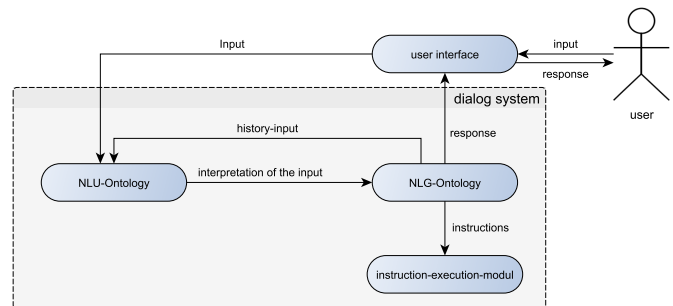 Input
user interface
input
response
user
dialog system
history-input
response
NLU-Ontology
interpretation of the input
NLG-Ontology
instructions
instruction-execution-modul